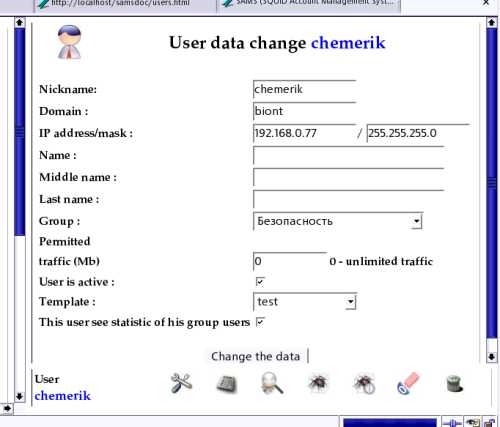 http://localhost/samsdoc/users.html
SAMS (SQUID Account Management Syst...
User data change chemerik
Nickname: chemerik
Domain : biont
IP address/mask : 192.168.0.77 / 255.255.255.0
Name :
Middle name :
Last name :
Group : Безопасность
Permitted
traffic (Mb) 0 0 - unlimited traffic
User is active :
Template : test
This user see statistic of his group users
Change the data
User
chemerik